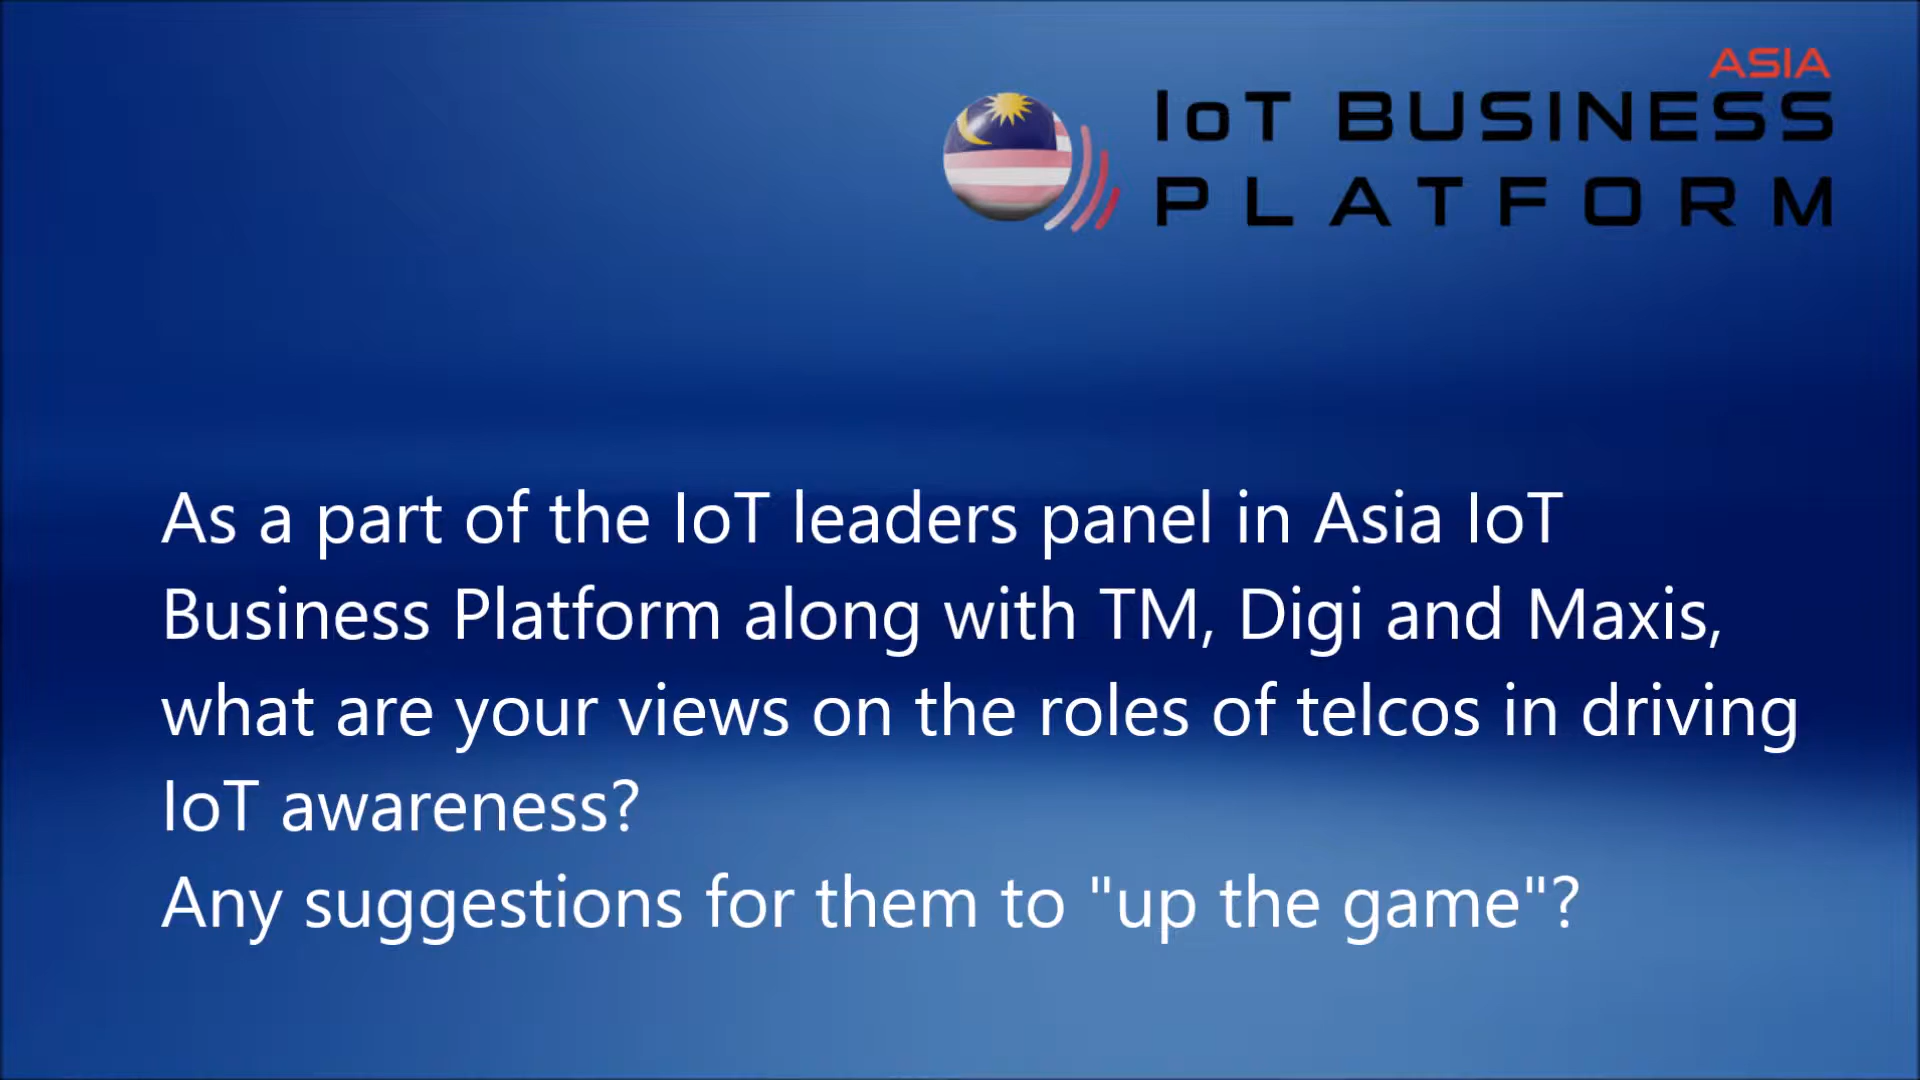 ASIA
IoT BUSINESS
PLATFORM
As a part of the IoT leaders panel in Asia IoT
Business Platform along with TM, Digi and Maxis,
what are your views on the roles of telcos in driving
IoT awareness?
Any suggestions for them to "up the game"?